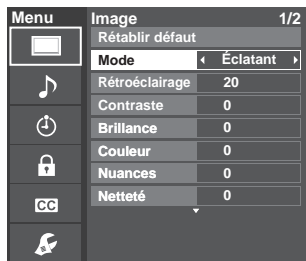 Menu
Image 1/2
Rétablir défaut
Mode Éclatant
Rétroéclairage 20
Contraste 0
Brillance 0
Couleur 0
Nuances 0
Netteté 0
CC